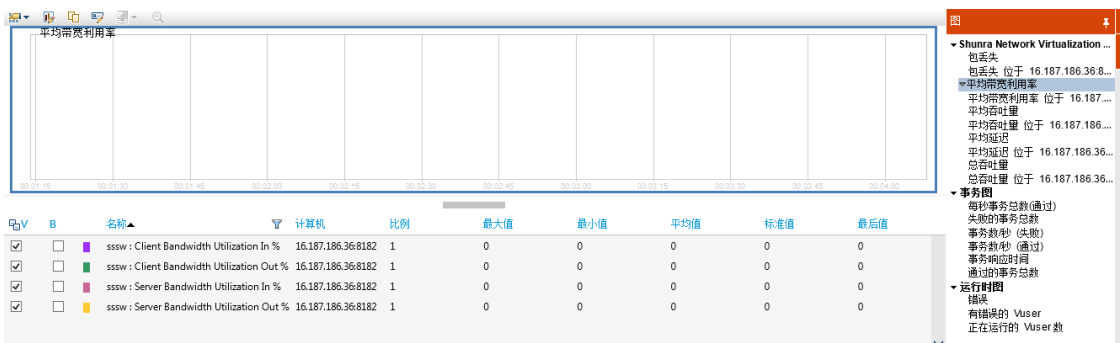 平均带宽利用率
00:01:15 00:01:30 00:01:45 00:02:00 00:02:15 00:02:30 00:02:45 00:03:00 00:03:15 00:03:30 00:03:45 00:04:00
V B 名称 计算机 比例 最大值 最小值 平均值 标准值 最后值
sssw : Client Bandwidth Utilization In % 16.187.186.36:8182 1 0 0 0 0 0
sssw : Client Bandwidth Utilization Out % 16.187.186.36:8182 1 0 0 0 0 0
sssw : Server Bandwidth Utilization In % 16.187.186.36:8182 1 0 0 0 0 0
sssw : Server Bandwidth Utilization Out % 16.187.186.36:8182 1 0 0 0 0 0
图
Shunra Network Virtualization ...
包丢失
包丢失 位于 16.187.186.36:8...
平均带宽利用率
平均带宽利用率 位于 16.187....
平均吞吐量
平均吞吐量 位于 16.187.186....
平均延迟
平均延迟 位于 16.187.186.36...
总吞吐量
总吞吐量 位于 16.187.186.36...
事务图
每秒事务总数(通过)
失败的事务总数
事务数/秒 (失败)
事务数/秒 (通过)
事务响应时间
通过的事务总数
运行时图
错误
有错误的 Vuser
正在运行的 Vuser 数